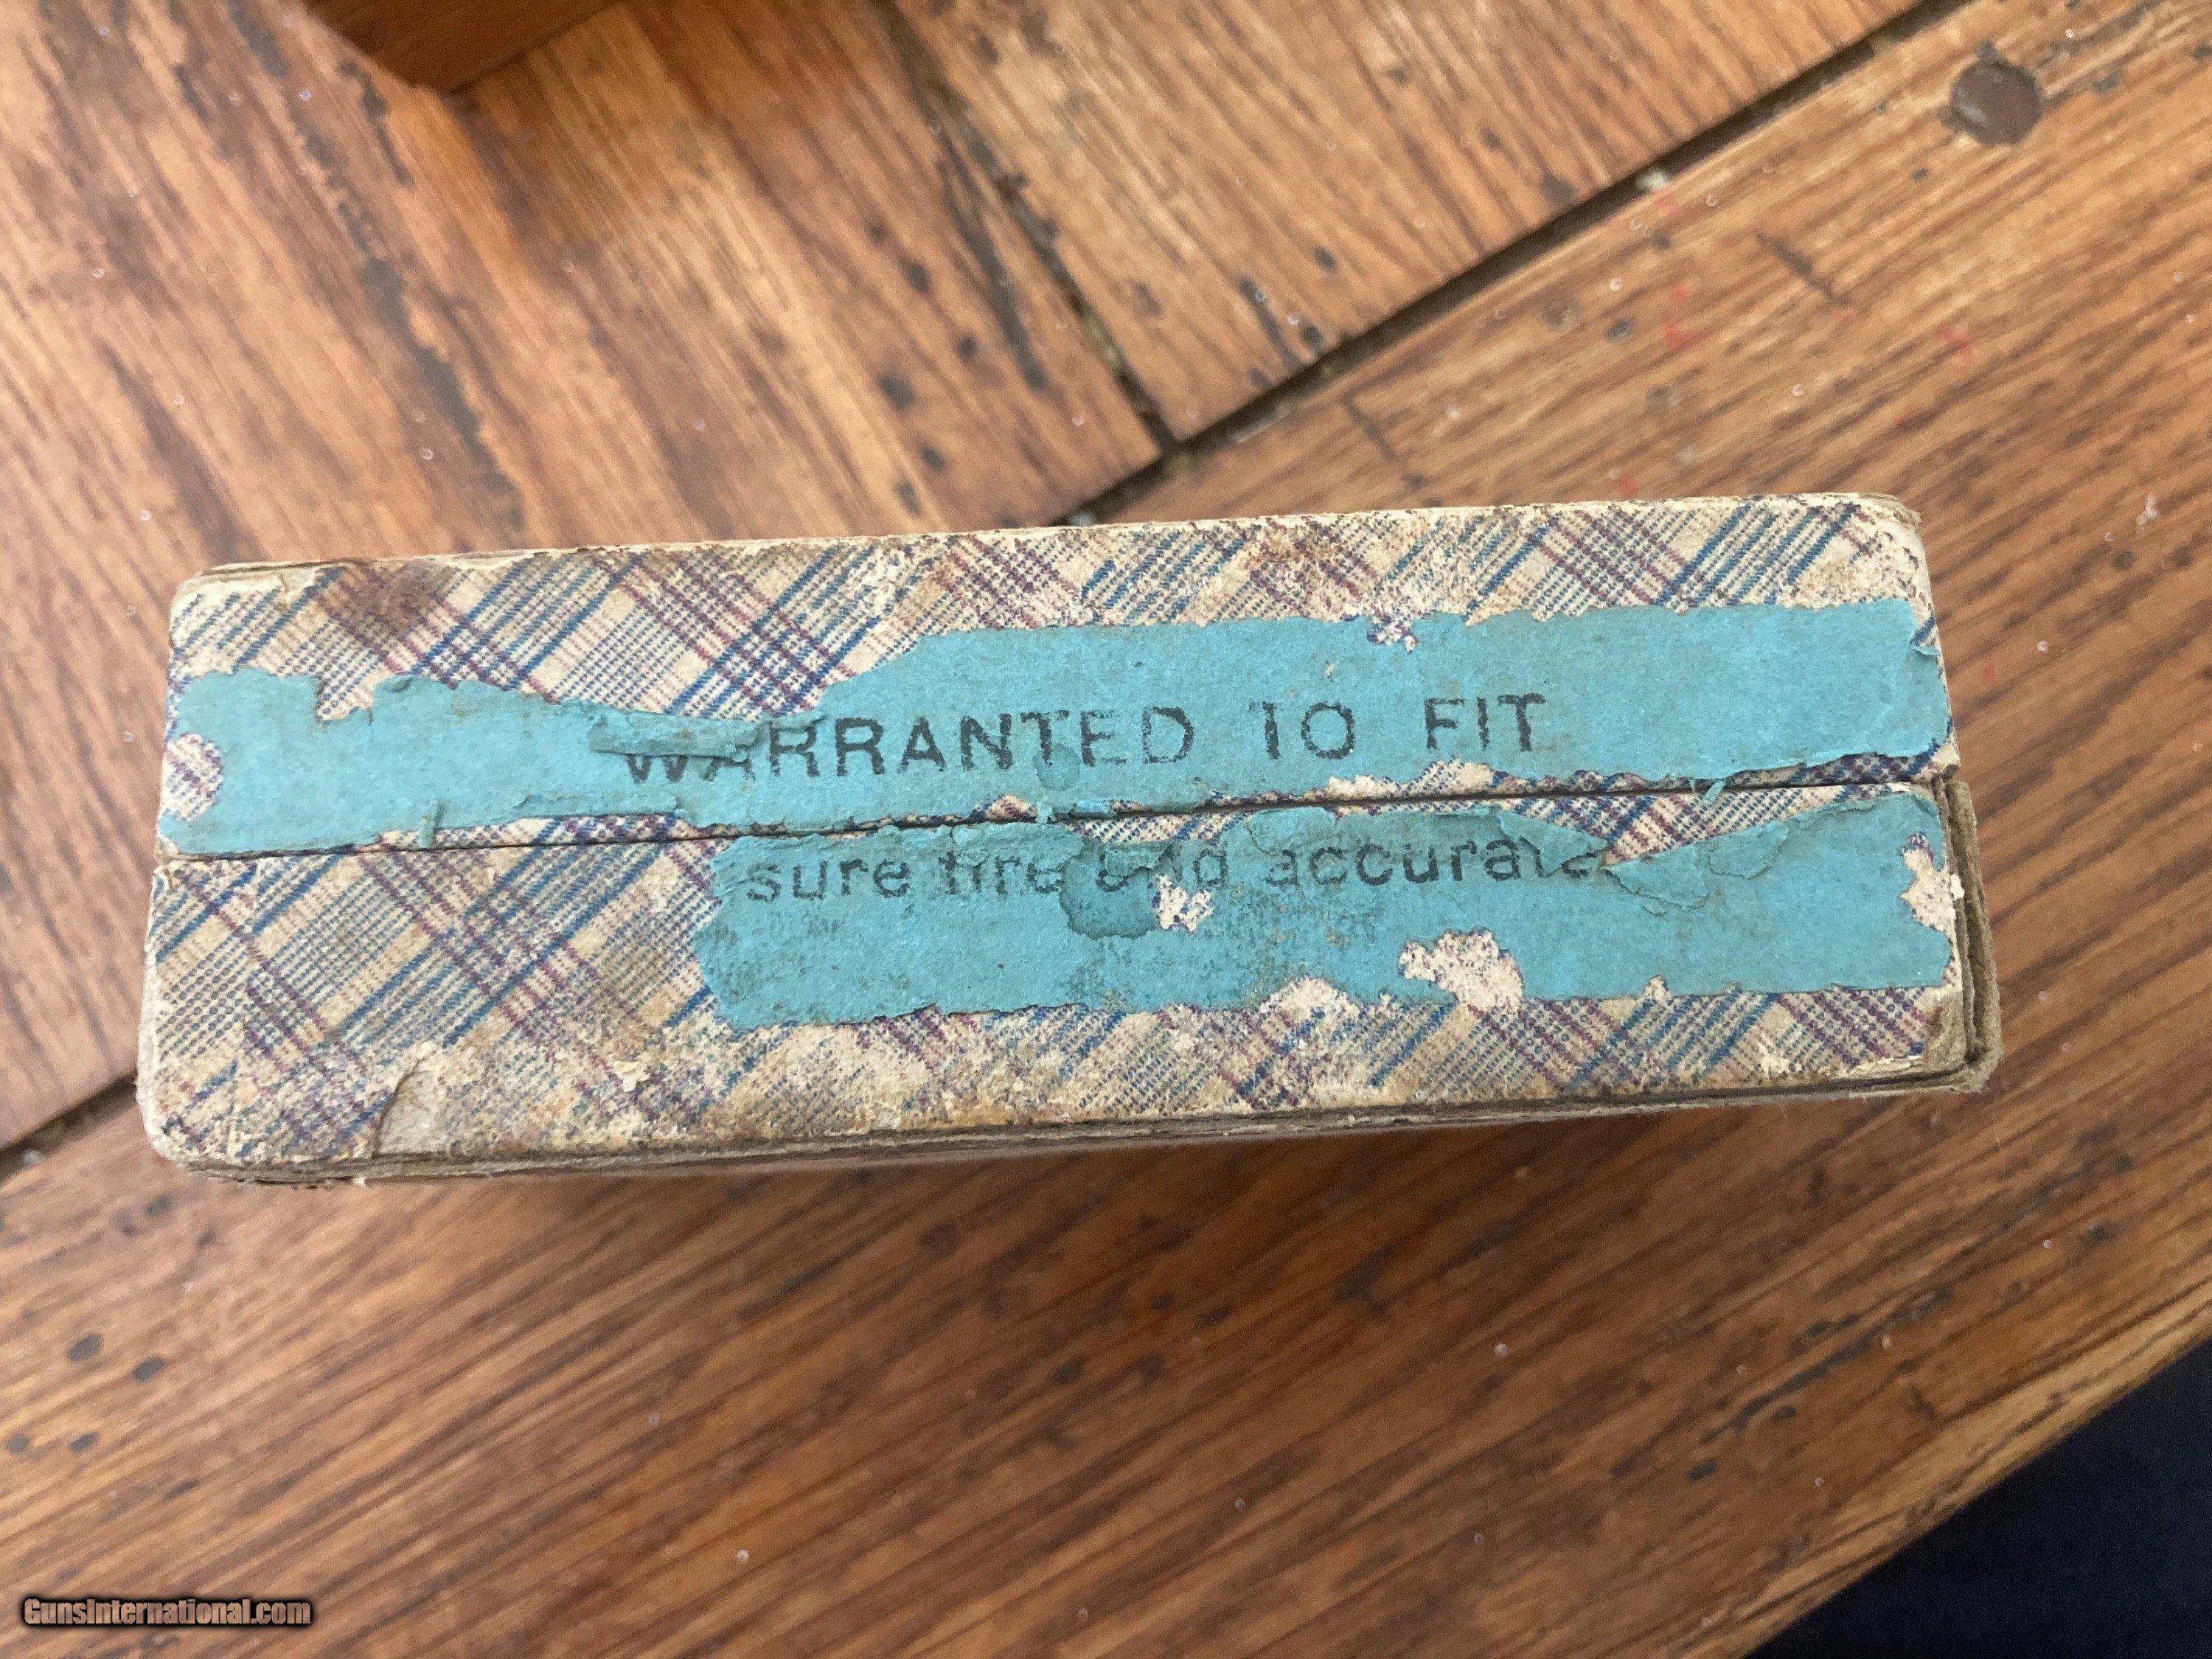 WARRANTED TO FIT
sure fire and accurate
GunsInternational.com